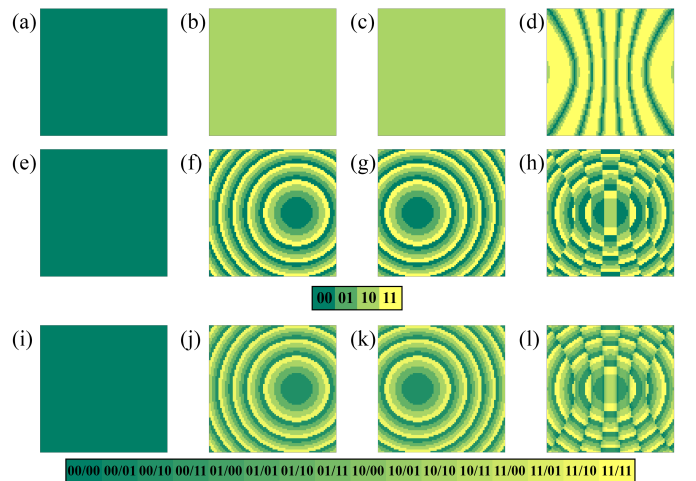 (a) (b) (c) (d)
(e) (f) (g) (h)
00 01 10 11
(i) (j) (k) (l)
00/00 00/01 00/10 00/11 01/00 01/01 01/10 01/11 10/00 10/01 10/10 10/11 11/00 11/01 11/10 11/11